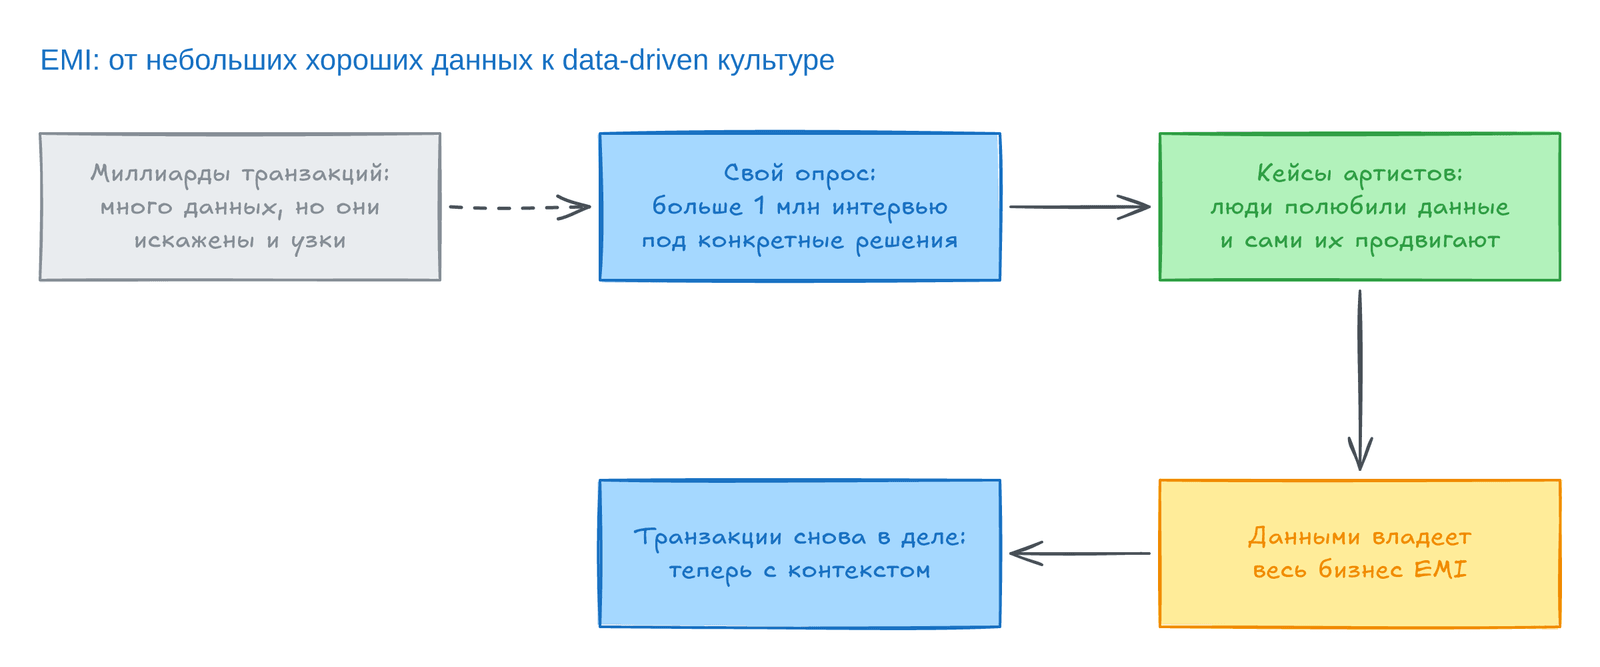 EMI: от небольших хороших данных к data-driven культуре
Миллиарды транзакций:
много данных, но они
искажены и узки
Свой опрос:
больше 1 млн интервью
под конкретные решения
Кейсы артистов:
люди полюбили данные
и сами их продвигают
Транзакции снова в деле:
теперь с контекстом
Данными владеет
весь бизнес EMI